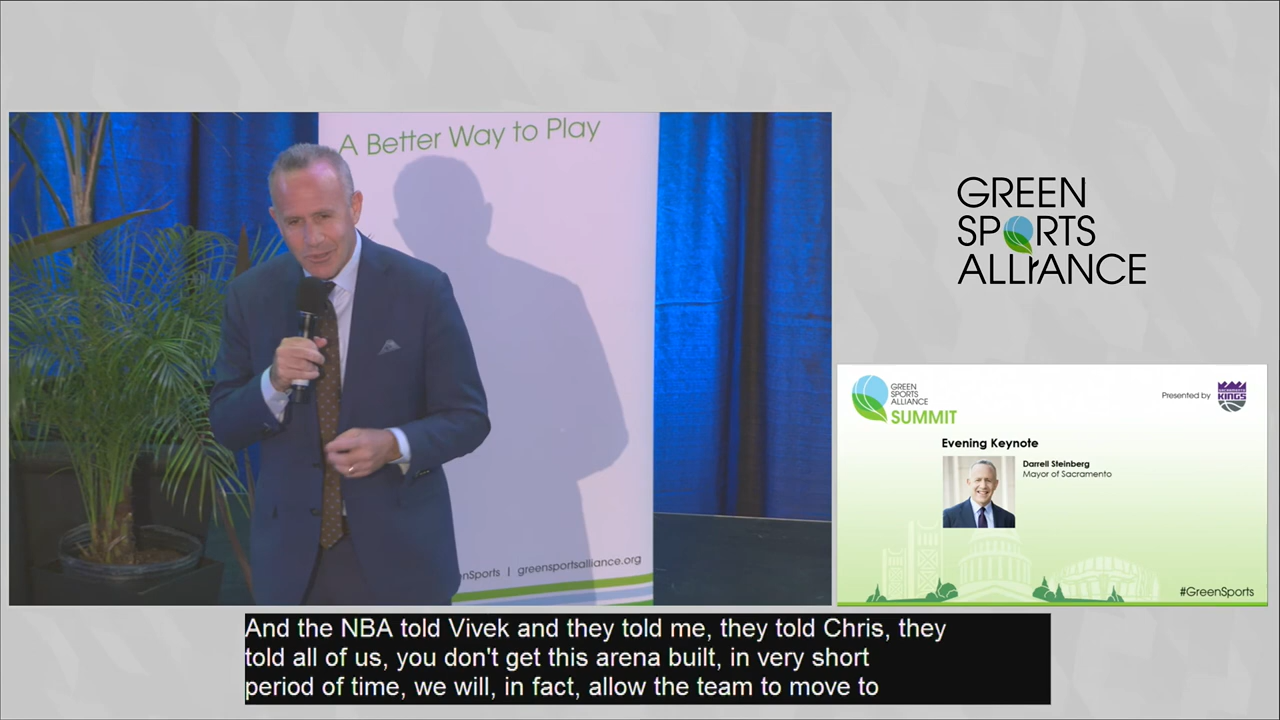 A Better Way to Play
nSports | greensportsalliance.org
GREEN
SPORTS
ALLIANCE
GREEN
SPORTS
ALLIANCE
SUMMIT
Presented by
SACRAMENTO
KINGS
Evening Keynote
Darrell Steinberg
Mayor of Sacramento
#GreenSports
And the NBA told Vivek and they told me, they told Chris, they
told all of us, you don't get this arena built, in very short
period of time, we will, in fact, allow the team to move to